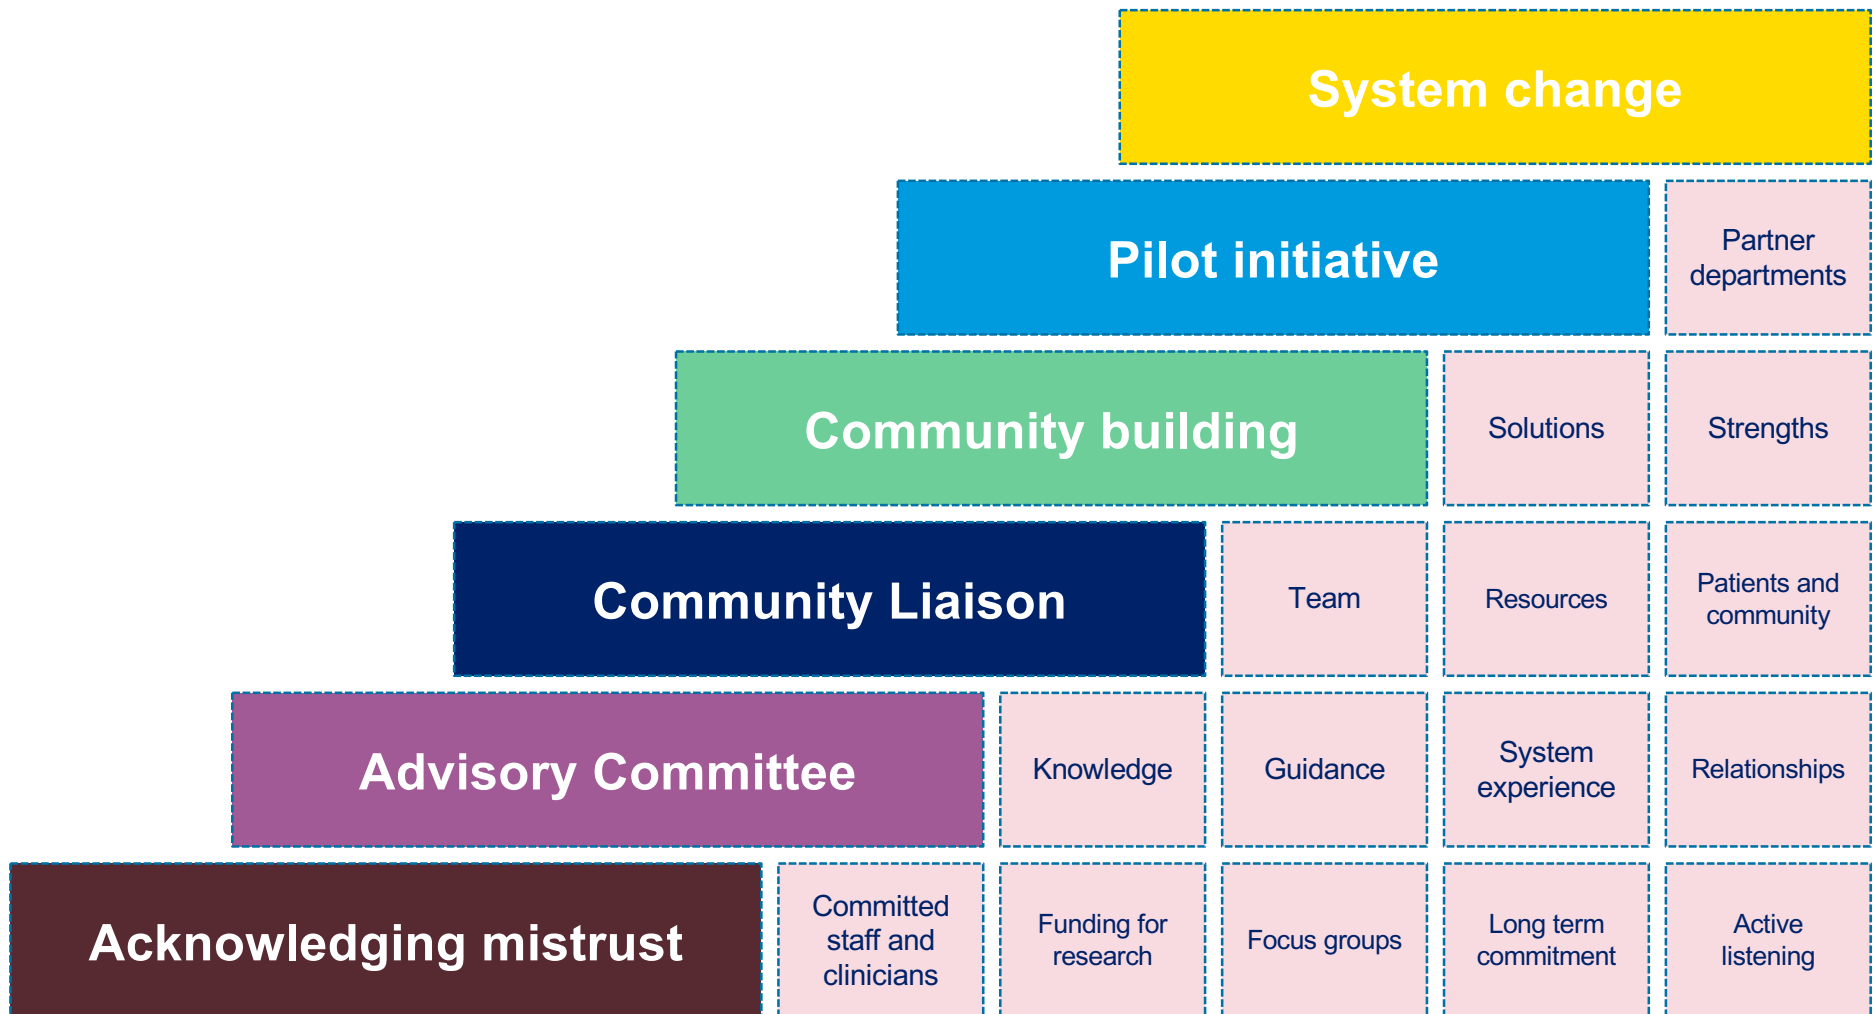 System change
Pilot initiative
Partner
departments
Community building
Solutions
Strengths
Community Liaison
Team
Resources
Patients and
community
Advisory Committee
Knowledge
Guidance
System
experience
Relationships
Acknowledging mistrust
Committed
staff and
clinicians
Funding for
research
Focus groups
Long term
commitment
Active
listening